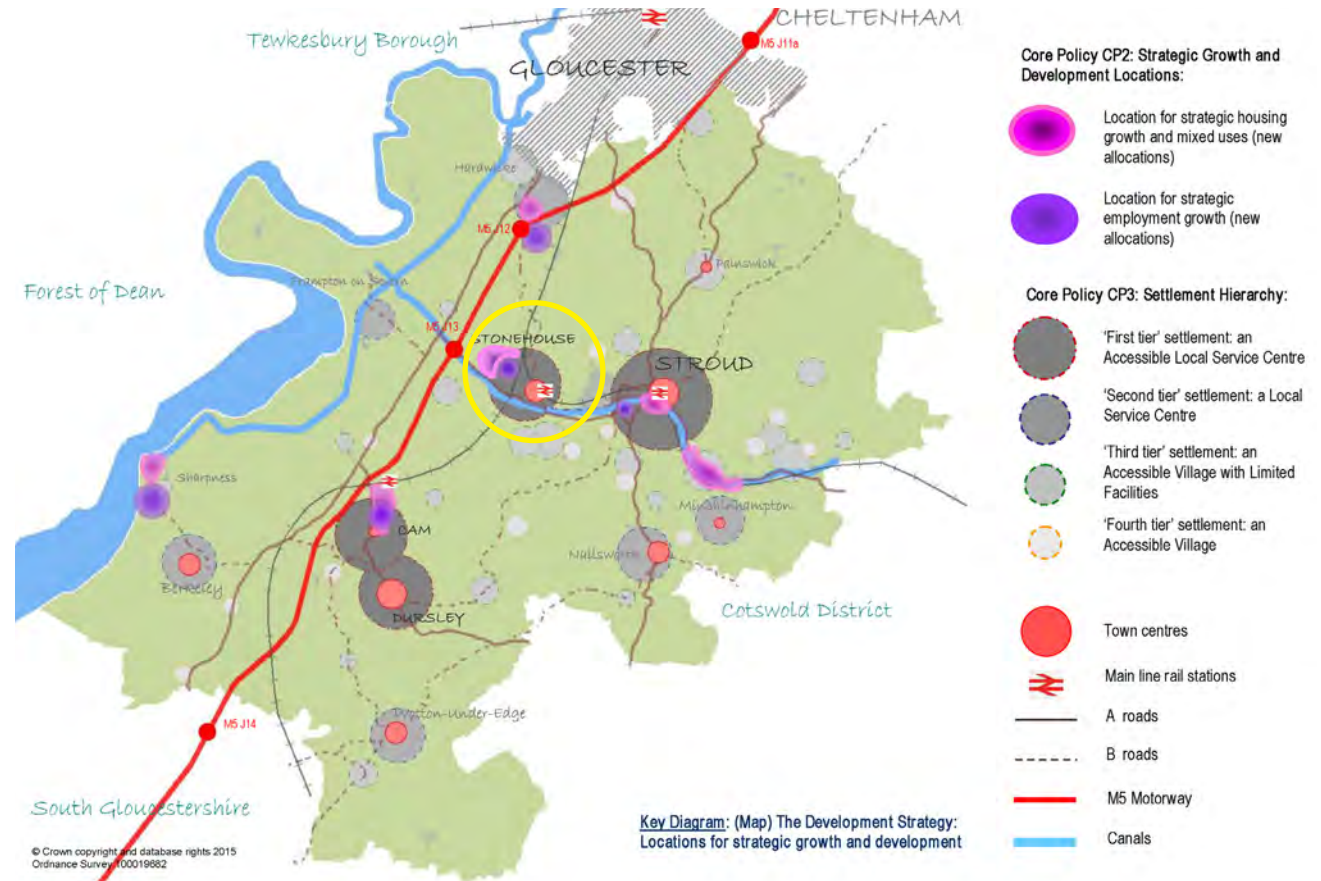 CHELTENHAM
Tewkesbury Borough
M5 J11a
GLOUCESTER
Hardwicke
M5 J12
Painswick
Forest of Dean
Frampton on Severn
M5 J13
STONEHOUSE
STROUD
Sharpness
Minchinhampton
CAM
Nailsworth
Berkeley
DURSLEY
Cotswold District
Wotton-Under-Edge
M5 J14
South Gloucestershire
© Crown copyright and database rights 2015
Ordnance Survey 100019682
Key Diagram: (Map) The Development Strategy:
Locations for strategic growth and development
Core Policy CP2: Strategic Growth and
Development Locations:
Location for strategic housing
growth and mixed uses (new
allocations)
Location for strategic
employment growth (new
allocations)
Core Policy CP3: Settlement Hierarchy:
'First tier' settlement: an
Accessible Local Service Centre
'Second tier' settlement: a Local
Service Centre
'Third tier' settlement: an
Accessible Village with Limited
Facilities
'Fourth tier' settlement: an
Accessible Village
Town centres
Main line rail stations
A roads
B roads
M5 Motorway
Canals